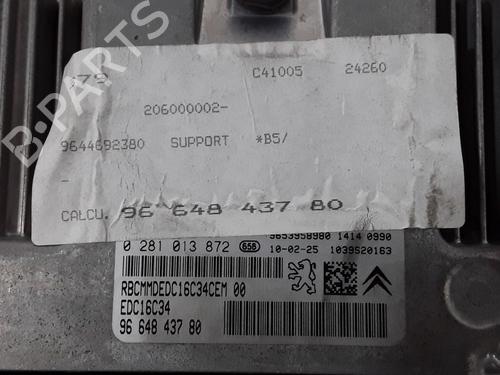 C41005 24260
206000002-
9644692380 SUPPORT *B5/
-
CALCU. 96 648 437 80
9653958980 1414 0990
0 281 013 872 656 10-02-25 1039S20163
RBCMMDEDC16C34CEM 00
EDC16C34
96 648 437 80
B-PARTS